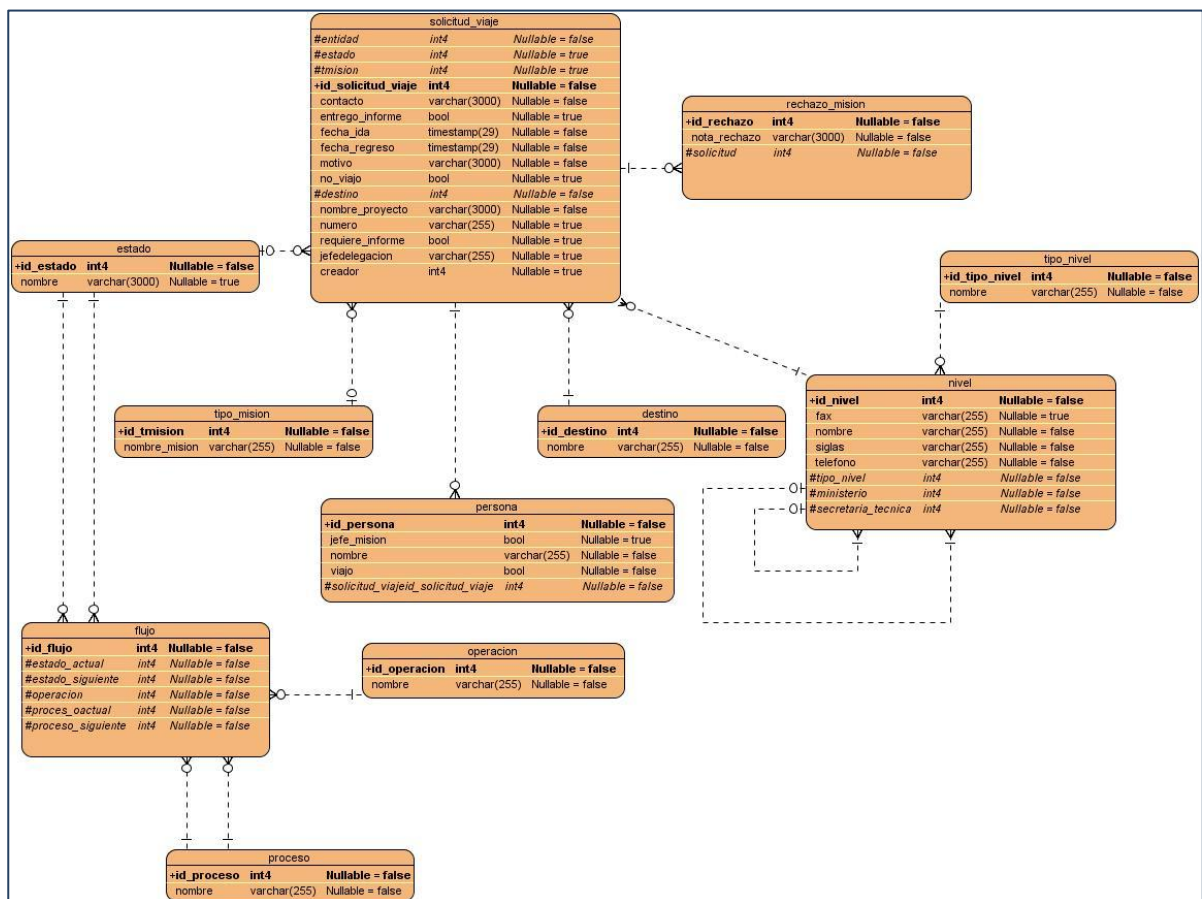 solicitud_viaje
#entidad int4 Nullable = false
#estado int4 Nullable = true
#tmision int4 Nullable = true
+id_solicitud_viaje int4 Nullable = false
contacto varchar(3000) Nullable = false
entrego_informe bool Nullable = true
fecha_ida timestamp(29) Nullable = false
fecha_regreso timestamp(29) Nullable = false
motivo varchar(3000) Nullable = false
no_viajo bool Nullable = true
#destino int4 Nullable = false
nombre_proyecto varchar(3000) Nullable = false
numero varchar(255) Nullable = true
requiere_informe bool Nullable = true
jefedelegacion varchar(255) Nullable = true
creador int4 Nullable = true
rechazo_mision
+id_rechazo int4 Nullable = false
nota_rechazo varchar(3000) Nullable = false
#solicitud int4 Nullable = false
estado
+id_estado int4 Nullable = false
nombre varchar(3000) Nullable = true
tipo_nivel
+id_tipo_nivel int4 Nullable = false
nombre varchar(255) Nullable = false
tipo_mision
+id_tmision int4 Nullable = false
nombre_mision varchar(255) Nullable = false
destino
+id_destino int4 Nullable = false
nombre varchar(255) Nullable = false
nivel
+id_nivel int4 Nullable = false
fax varchar(255) Nullable = true
nombre varchar(255) Nullable = false
siglas varchar(255) Nullable = false
telefono varchar(255) Nullable = false
#tipo_nivel int4 Nullable = false
#ministerio int4 Nullable = false
#secretaria_tecnica int4 Nullable = false
persona
+id_persona int4 Nullable = false
jefe_mision bool Nullable = true
nombre varchar(255) Nullable = false
viajo bool Nullable = false
#solicitud_viajeid_solicitud_viaje int4 Nullable = false
flujo
+id_flujo int4 Nullable = false
#estado_actual int4 Nullable = false
#estado_siguiente int4 Nullable = false
#operacion int4 Nullable = false
#proces_oactual int4 Nullable = false
#proceso_siguiente int4 Nullable = false
operacion
+id_operacion int4 Nullable = false
nombre varchar(255) Nullable = false
proceso
+id_proceso int4 Nullable = false
nombre varchar(255) Nullable = false